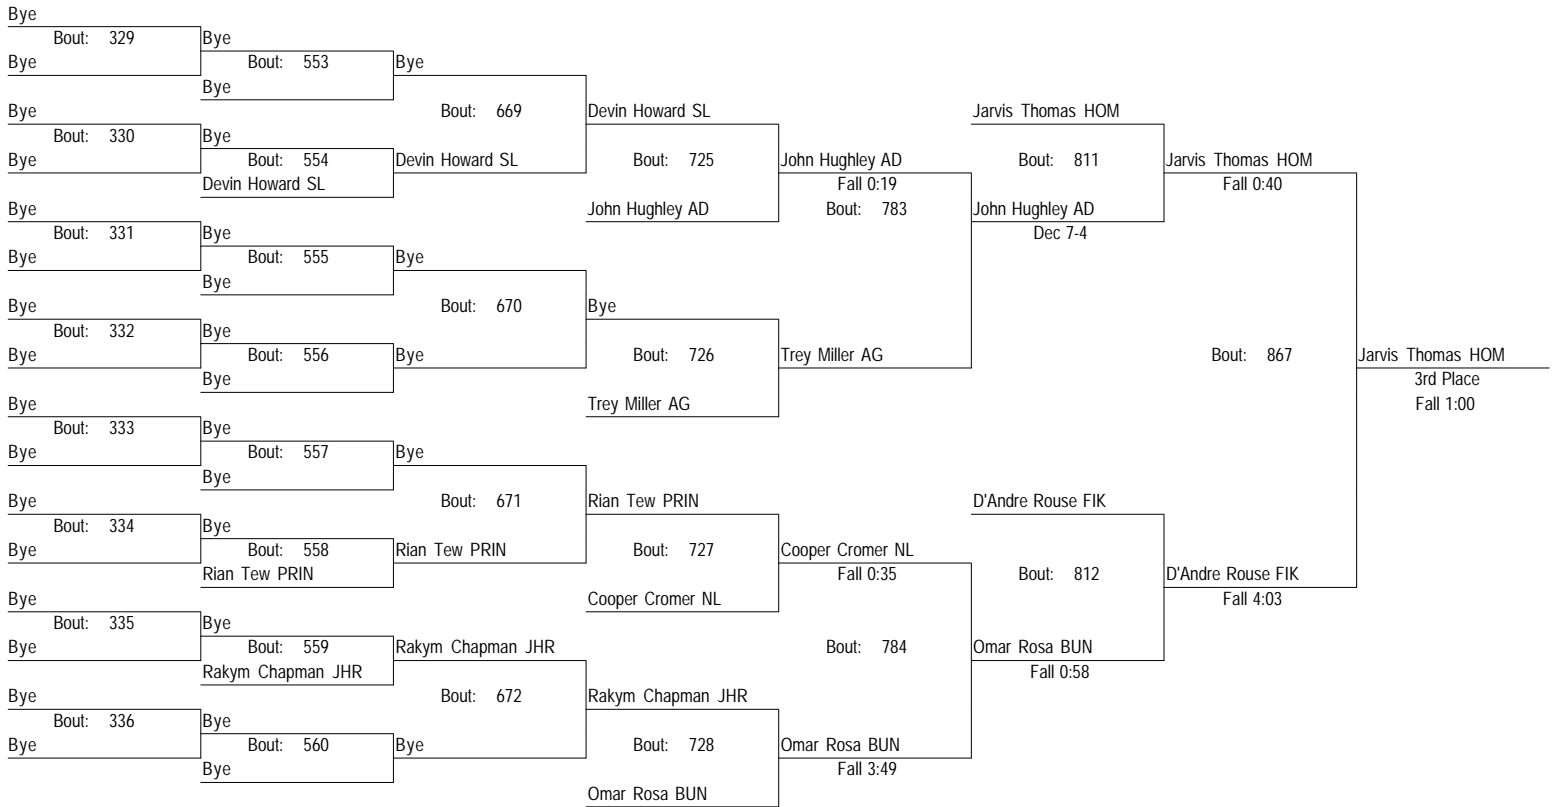 Bye
Bout: 329
Bye
Bye
Bout: 330
Bye
Bye
Bout: 331
Bye
Bye
Bout: 332
Bye
Bye
Bout: 333
Bye
Bye
Bout: 334
Bye
Bye
Bout: 335
Bye
Bye
Bout: 336
Bye
Bye
Bout: 553
Bye
Bye
Bout: 554
Devin Howard SL
Bye
Bout: 555
Bye
Bye
Bout: 556
Bye
Bye
Bout: 557
Bye
Bye
Bout: 558
Rian Tew PRIN
Bye
Bout: 559
Rakym Chapman JHR
Bye
Bout: 560
Bye
Bye
Bout: 669
Devin Howard SL
Bye
Bout: 670
Bye
Bye
Bout: 671
Rian Tew PRIN
Rakym Chapman JHR
Bout: 672
Bye
Devin Howard SL
Bout: 725
John Hughley AD
Bye
Bout: 726
Trey Miller AG
Rian Tew PRIN
Bout: 727
Cooper Cromer NL
Rakym Chapman JHR
Bout: 728
Omar Rosa BUN
John Hughley AD
Fall 0:19
Bout: 783
Trey Miller AG
Cooper Cromer NL
Fall 0:35
Bout: 784
Omar Rosa BUN
Fall 3:49
Jarvis Thomas HOM
Bout: 811
John Hughley AD
Dec 7-4
D'Andre Rouse FIK
Bout: 812
Omar Rosa BUN
Fall 0:58
Jarvis Thomas HOM
Fall 0:40
Bout: 867
D'Andre Rouse FIK
Fall 4:03
Jarvis Thomas HOM
3rd Place
Fall 1:00